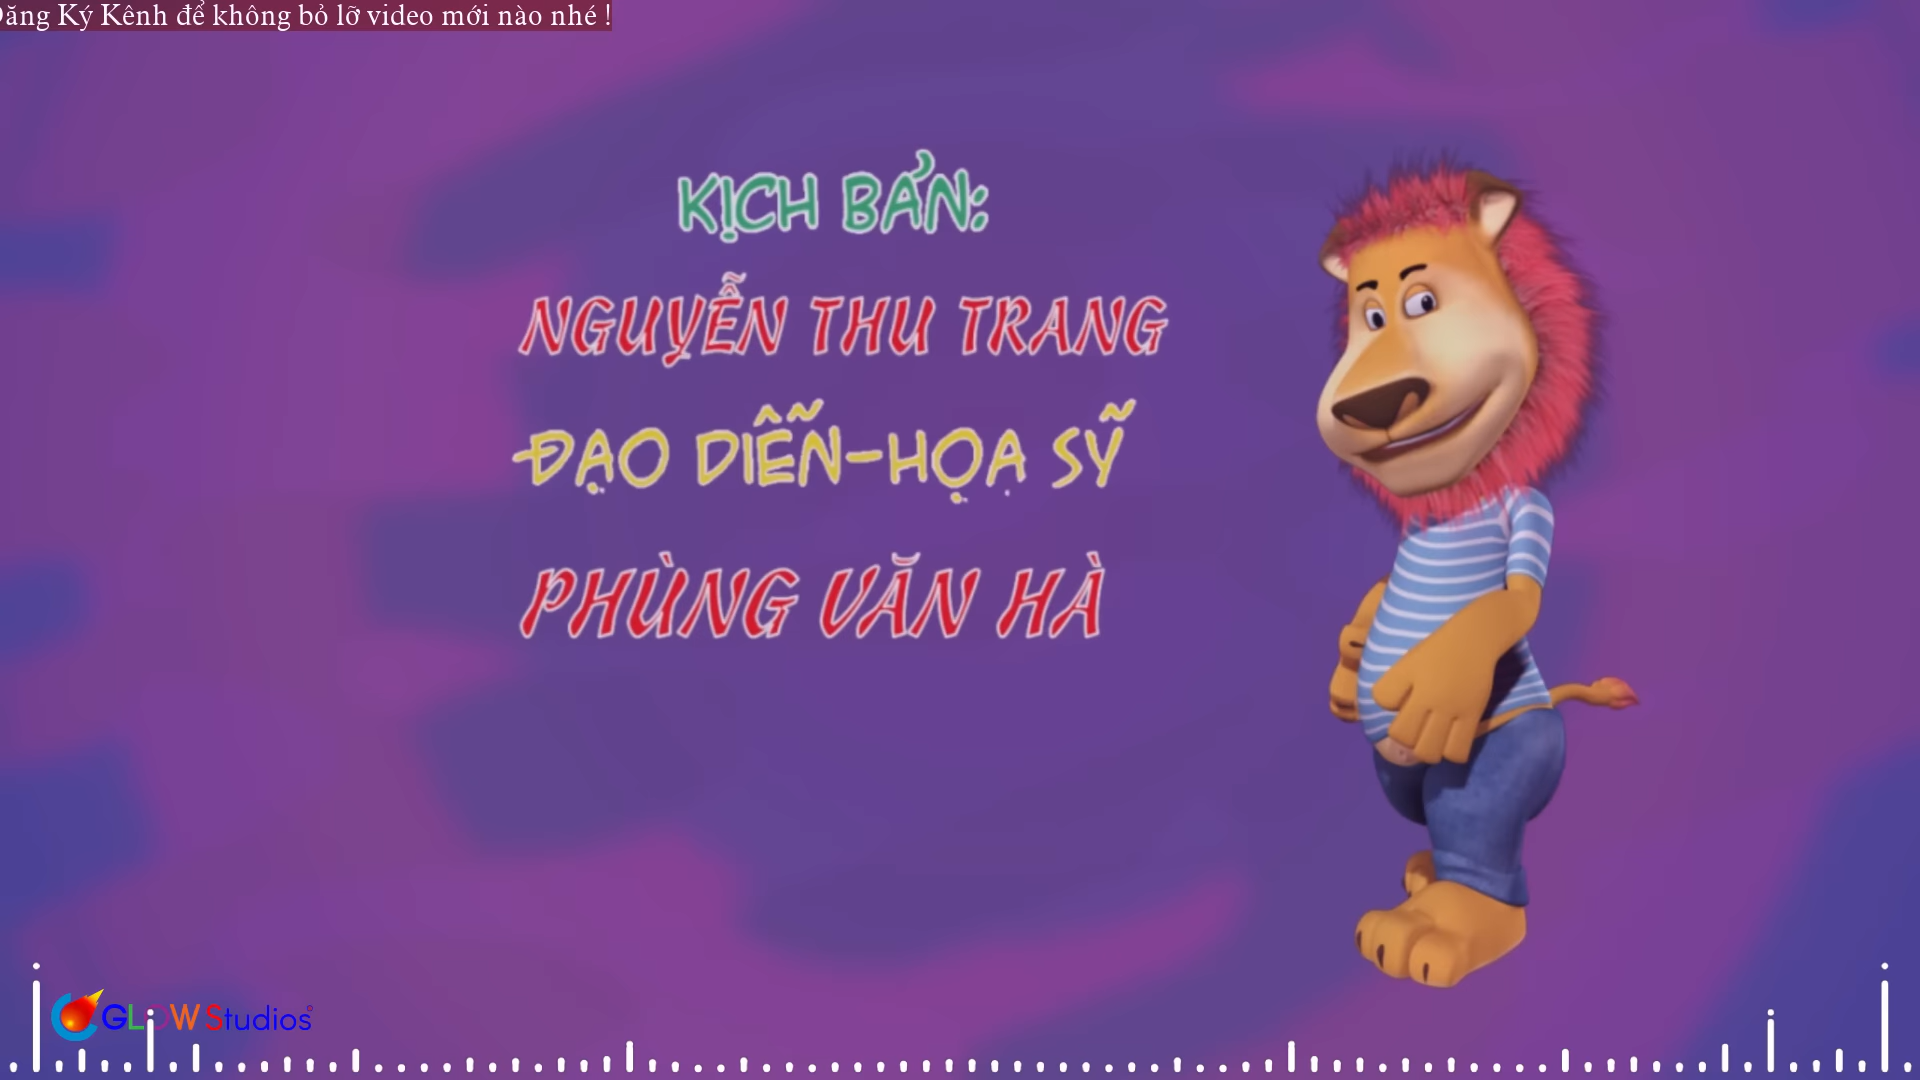 Đăng Ký Kênh để không bỏ lỡ video mới nào nhé !
KỊCH BẢN:
NGUYỄN THU TRANG
ĐẠO DIỄN-HỌA SỸ
PHÙNG VĂN HÀ
GLOW Studios